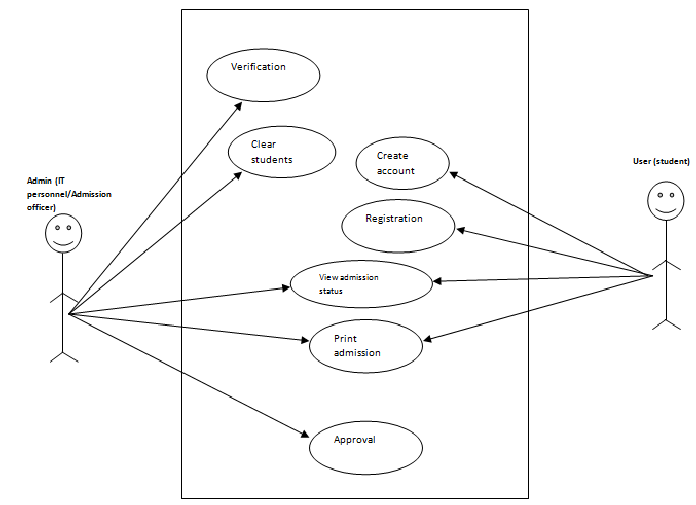 Verification
Clear
students
Create
account
User (student)
Admin (IT
personnel/Admission
officer)
Registration
View admission
status
Print
admission
Approval